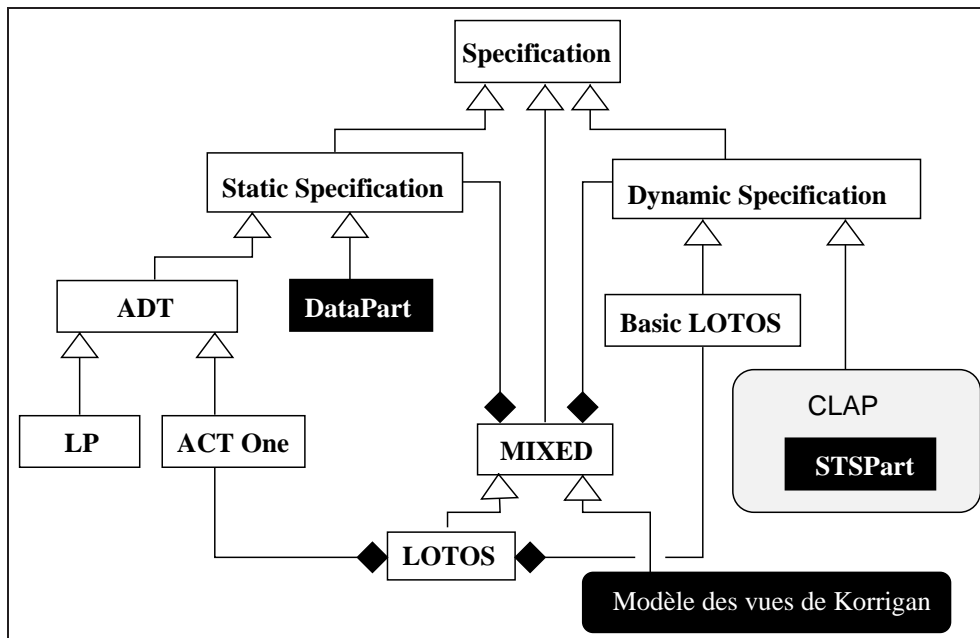 Specification
Static Specification
Dynamic Specification
ADT
DataPart
Basic LOTOS
CLAP
LP
ACT One
MIXED
STSPart
LOTOS
Modèle des vues de Korrigan